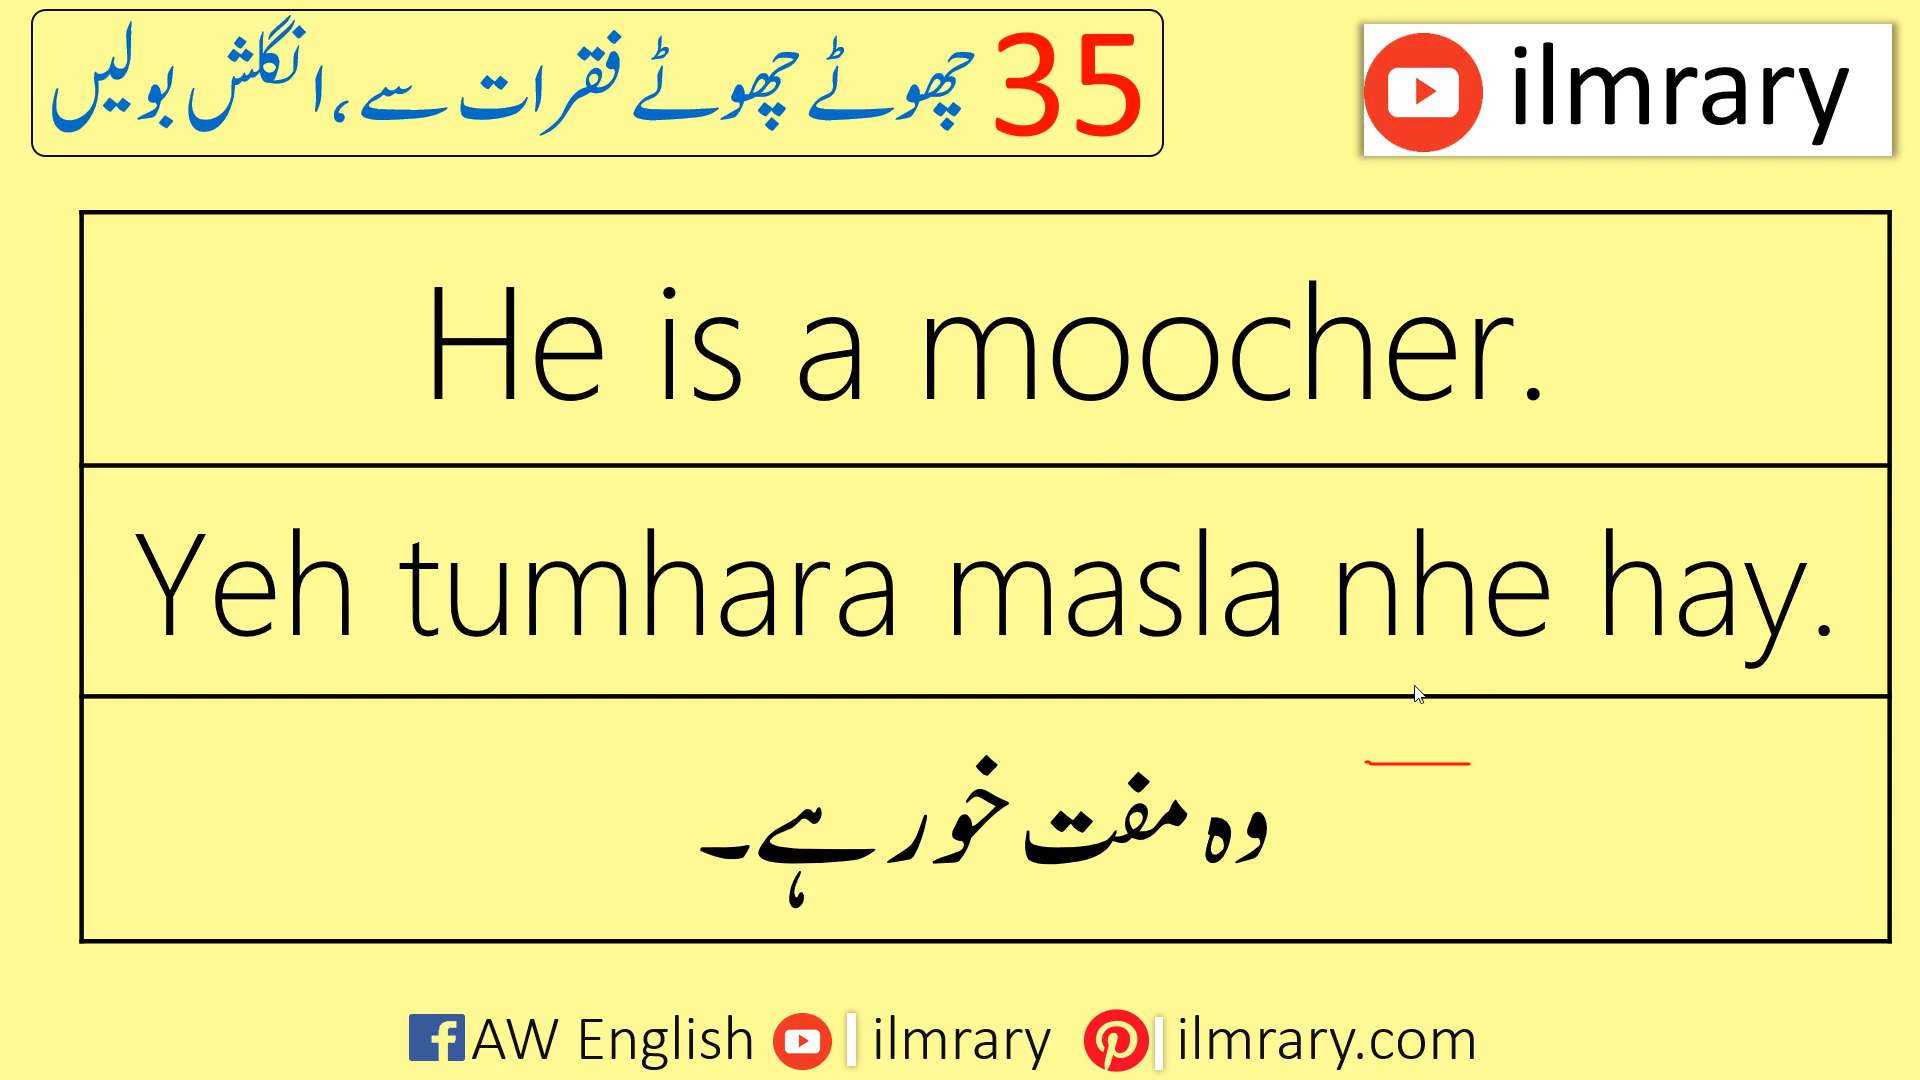 35 چھوٹے چھوٹے فقرات سے، انگلش بولیں
ilmrary
He is a moocher.
Yeh tumhara masla nhe hay.
وہ مفت خور ہے۔
AW English | ilmrary | ilmrary.com